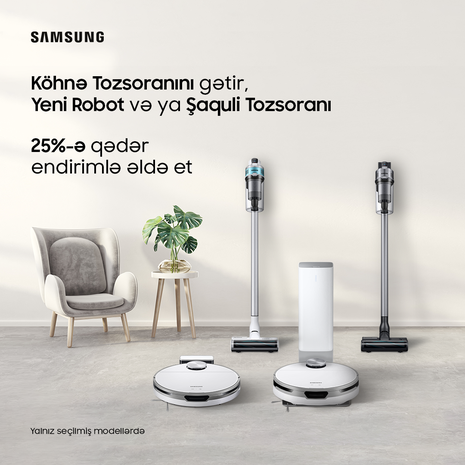 SAMSUNG
Köhnə Tozsoranını gətir,
Yeni Robot və ya Şaquli Tozsoranı
25%-ə qədər
endirimlə əldə et
Yalnız seçilmiş modellərdə